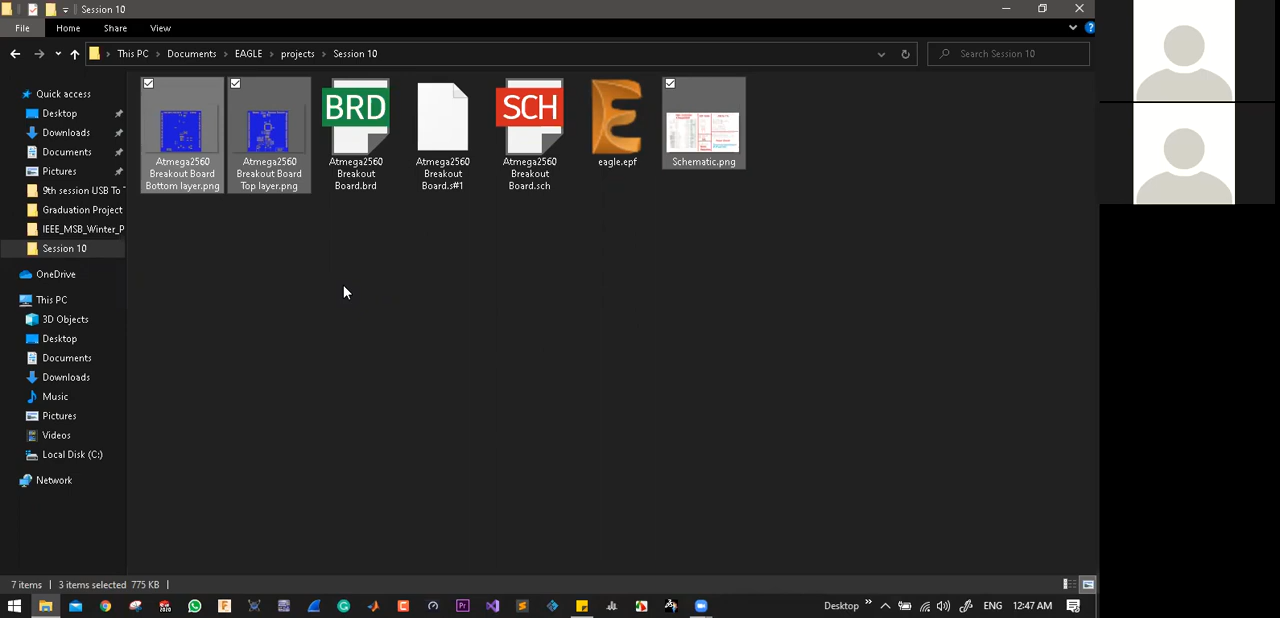 Session 10
File
Home
Share
View
This PC
Documents
EAGLE
projects
Session 10
Search Session 10
Quick access
Desktop
Downloads
Documents
Pictures
9th session USB To T
Graduation Project
IEEE_MSB_Winter_P
Session 10
OneDrive
This PC
3D Objects
Desktop
Documents
Downloads
Music
Pictures
Videos
Local Disk (C:)
Network
Atmega2560
Breakout Board
Bottom layer.png
Atmega2560
Breakout Board
Top layer.png
BRD
Atmega2560
Breakout
Board.brd
Atmega2560
Breakout
Board.s#1
SCH
Atmega2560
Breakout
Board.sch
eagle.epf
Schematic.png
7 items
3 items selected 775 KB
2020
F
Pr
Desktop
ENG
12:47 AM